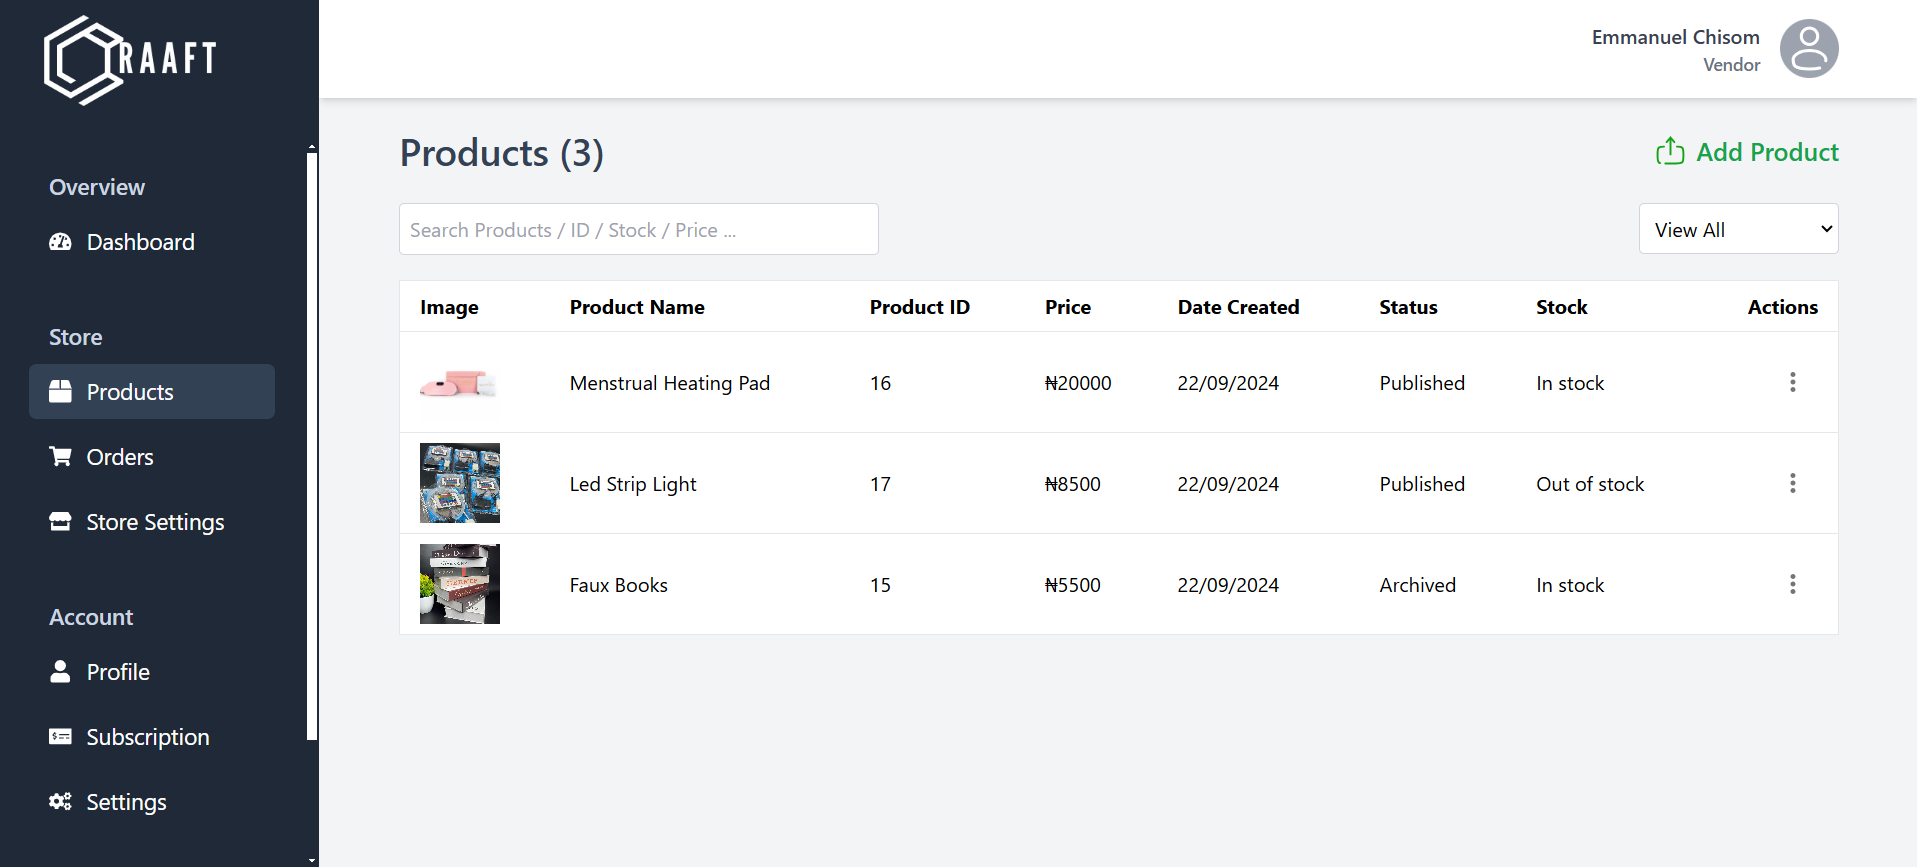 RAAFT
Overview
Dashboard
Store
Products
Orders
Store Settings
Account
Profile
Subscription
Settings
Emmanuel Chisom
Vendor
Products (3)
Add Product
Search Products / ID / Stock / Price ...
View All
Image Product Name Product ID Price Date Created Status Stock Actions
Menstrual Heating Pad 16 ₦20000 22/09/2024 Published In stock
Led Strip Light 17 ₦8500 22/09/2024 Published Out of stock
HERMES
Faux Books 15 ₦5500 22/09/2024 Archived In stock